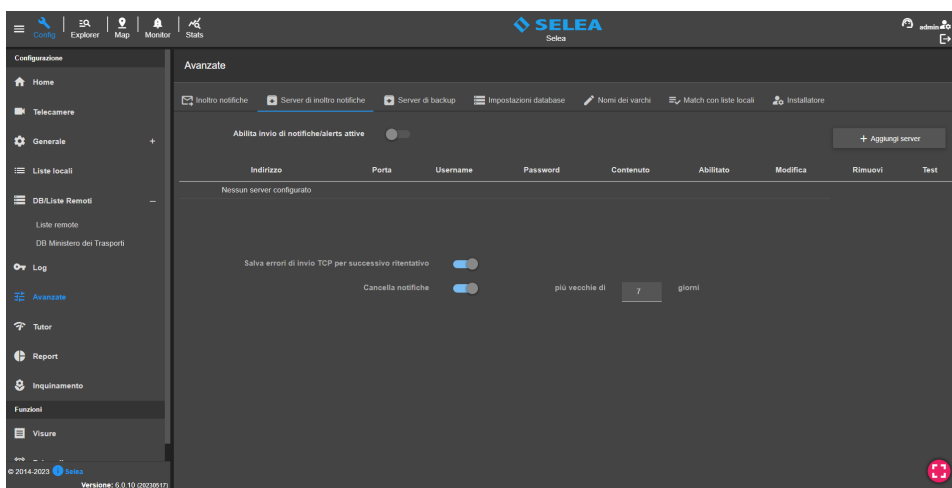 Config
Explorer
Map
Monitor
Stats
SELEA
Selea
admin
Configurazione
Home
Telecamere
Generale +
Liste locali
DB/Liste Remoti –
Liste remote
DB Ministero dei Trasporti
Log
Avanzate
Tutor
Report
Inquinamento
Funzioni
Visure
© 2014-2023 Selea
Versione: 6.0.10 (20230517)
Avanzate
Inoltro notifiche Server di inoltro notifiche Server di backup Impostazioni database Nomi dei varchi Match con liste locali Installatore
Abilita invio di notifiche/alerts attive
+ Aggiungi server
Indirizzo Porta Username Password Contenuto Abilitato Modifica Rimuovi Test
Nessun server configurato
Salva errori di invio TCP per successivo ritentativo
Cancella notifiche più vecchie di 7 giorni